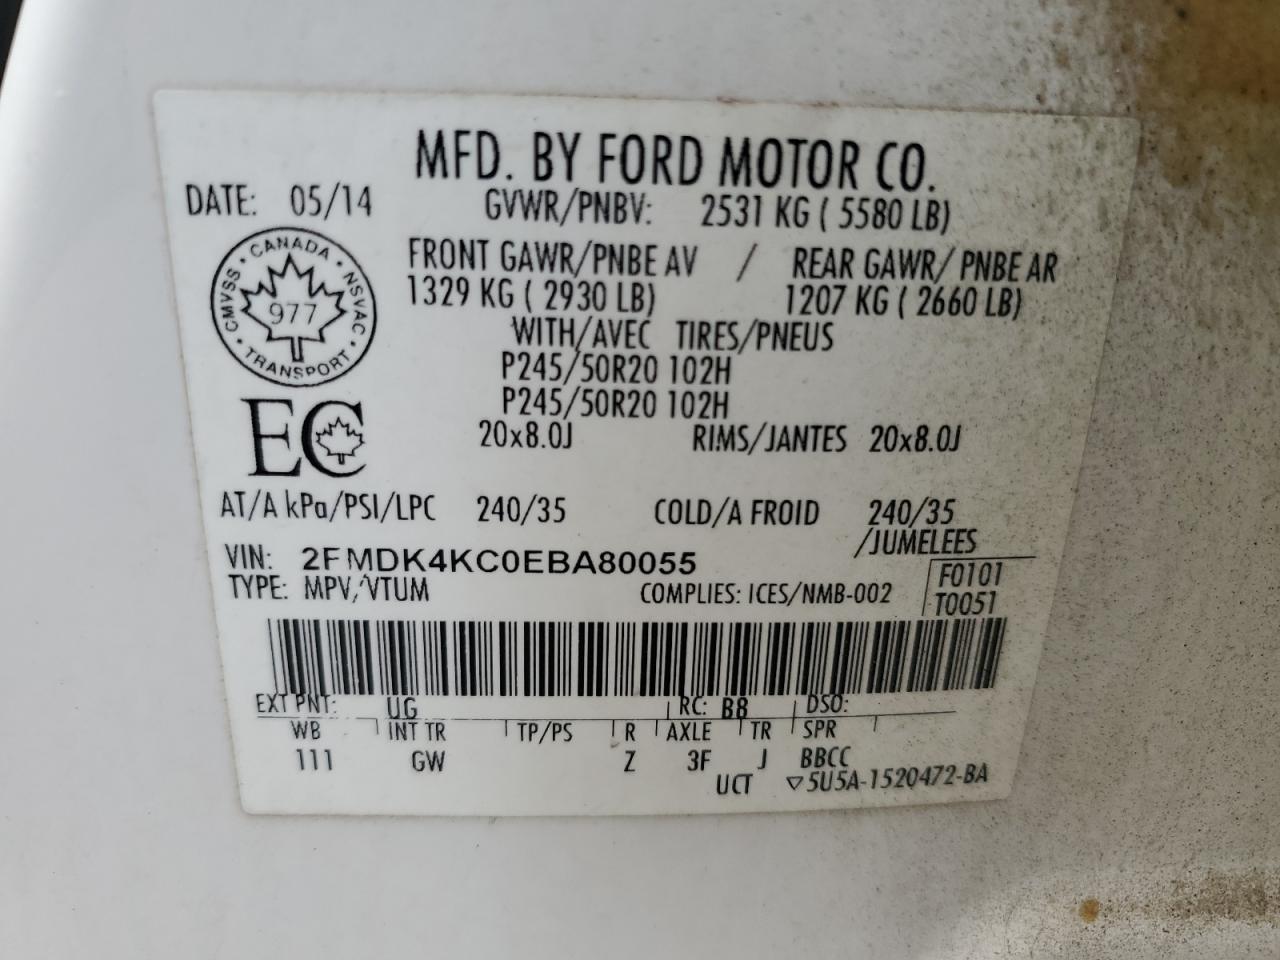 MFD. BY FORD MOTOR CO.
DATE: 05/14 GVWR/PNBV: 2531 KG ( 5580 LB)
FRONT GAWR/PNBE AV / REAR GAWR/ PNBE AR
1329 KG ( 2930 LB) 1207 KG ( 2660 LB)
WITH/AVEC TIRES/PNEUS
P245/50R20 102H
P245/50R20 102H
20x8.0J RIMS/JANTES 20x8.0J
CMVSS • CANADA • NSVAC • TRANSPORT •
977
EC
AT/A kPa/PSI/LPC 240/35 COLD/A FROID 240/35
/JUMELEES
VIN: 2FMDK4KC0EBA80055
TYPE: MPV/VTUM COMPLIES: ICES/NMB-002
F0101
T0051
EXT PNT: UG RC: B8 DSO:
WB INT TR TP/PS R AXLE TR SPR
111 GW Z 3F J BBCC
UCT ▽5U5A-1520472-BA